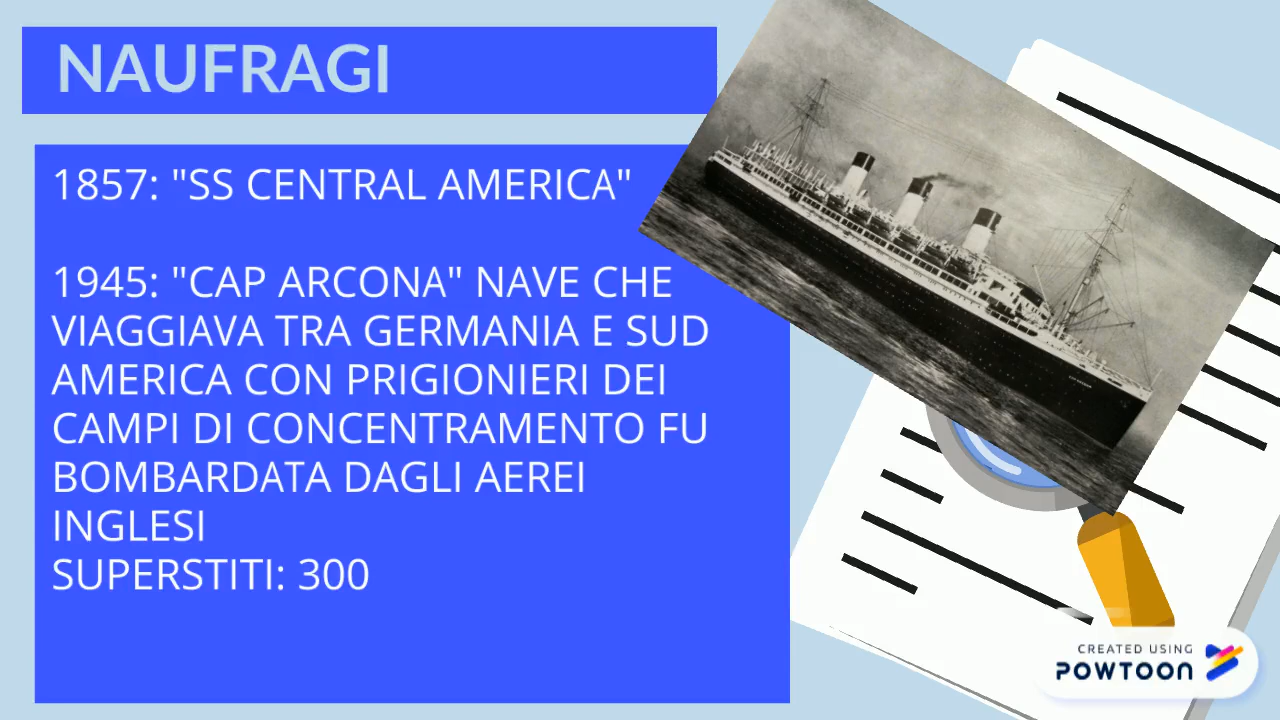 NAUFRAGI
1857: "SS CENTRAL AMERICA"
1945: "CAP ARCONA" NAVE CHE
VIAGGIAVA TRA GERMANIA E SUD
AMERICA CON PRIGIONIERI DEI
CAMPI DI CONCENTRAMENTO FU
BOMBARDATA DAGLI AEREI
INGLESI
SUPERSTITI: 300
CREATED USING
POWTOON